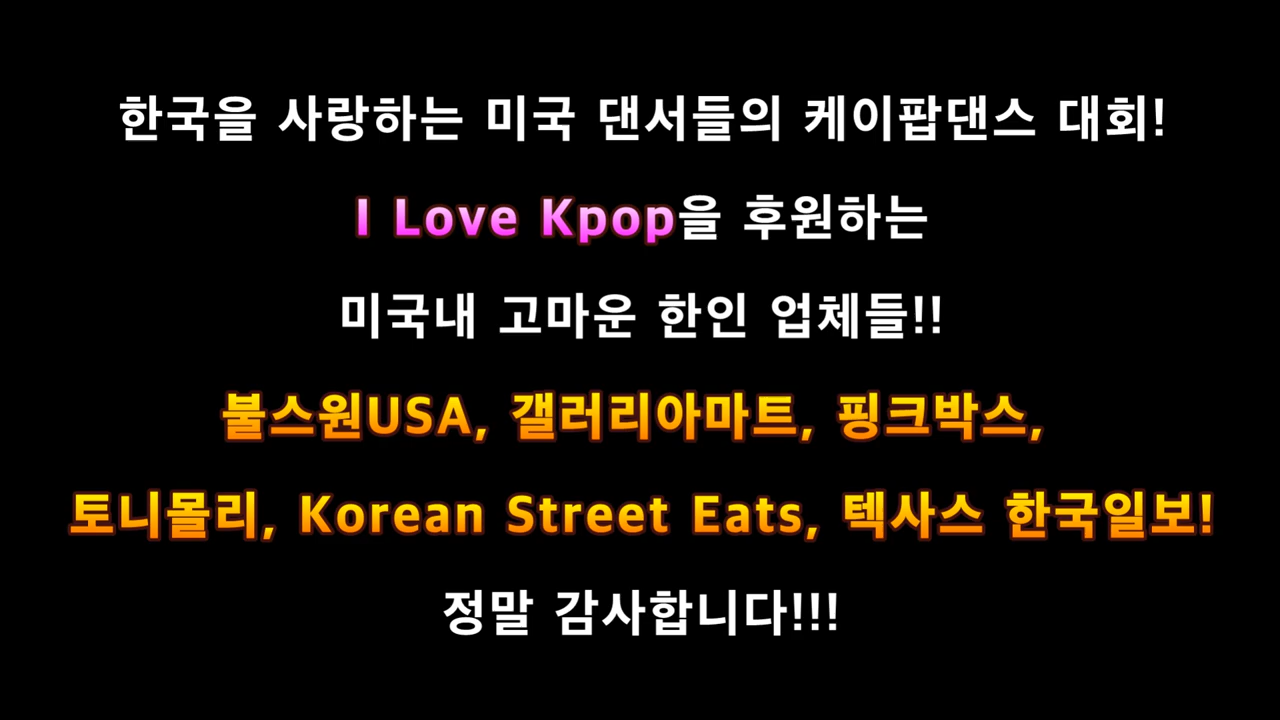 한국을 사랑하는 미국 댄서들의 케이팝댄스 대회!
I Love Kpop을 후원하는
미국내 고마운 한인 업체들!!
불스원USA, 갤러리아마트, 핑크박스,
토니몰리, Korean Street Eats, 텍사스 한국일보!
정말 감사합니다!!!